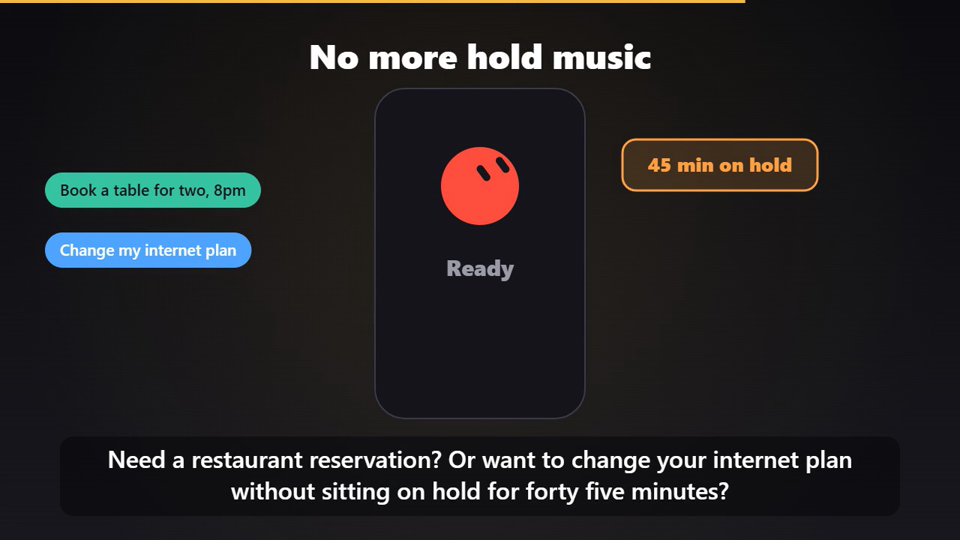 No more hold music
Book a table for two, 8pm
Change my internet plan
45 min on hold
Ready
Need a restaurant reservation? Or want to change your internet plan
without sitting on hold for forty five minutes?